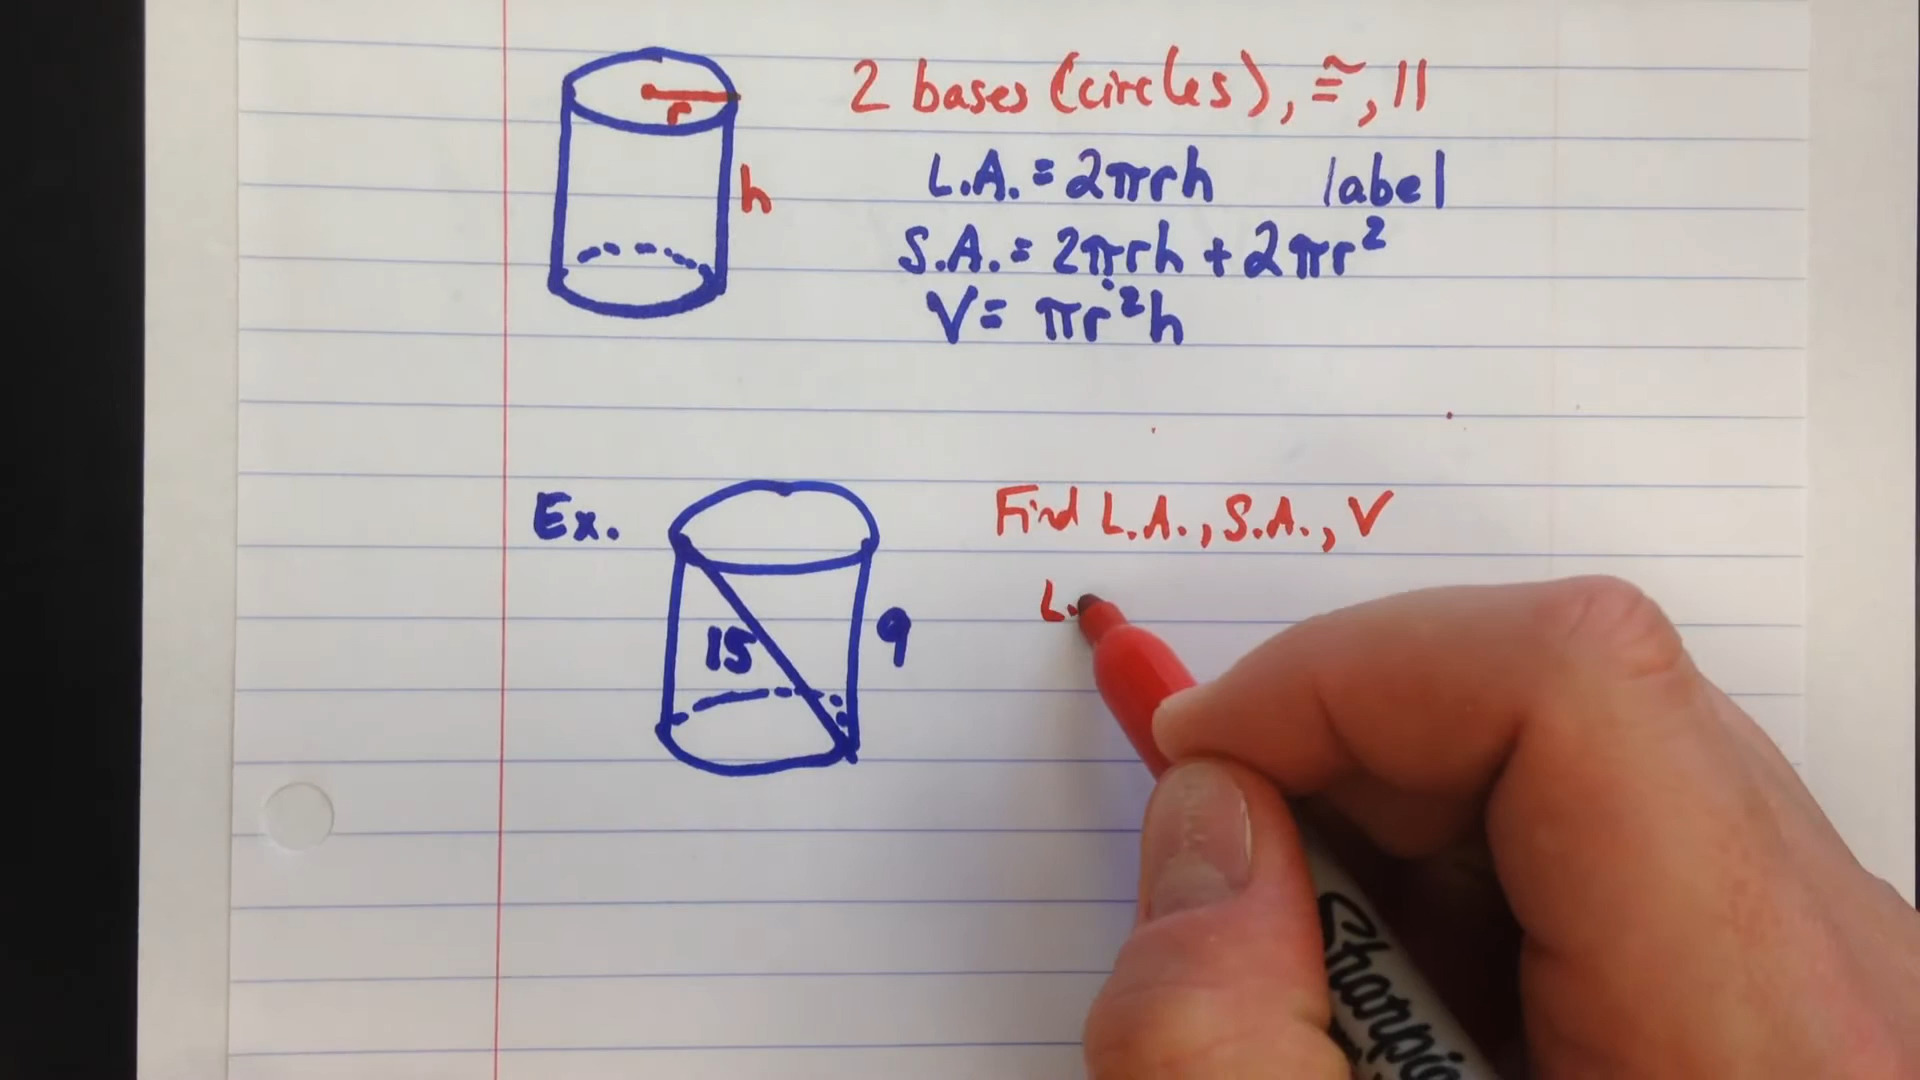 2 bases (circles), ≅, ||
r
h
L.A. = 2πrh label
S.A. = 2πrh + 2πr²
V = πr²h
Ex.
Find L.A., S.A., V
15
9
L.
Sharpie